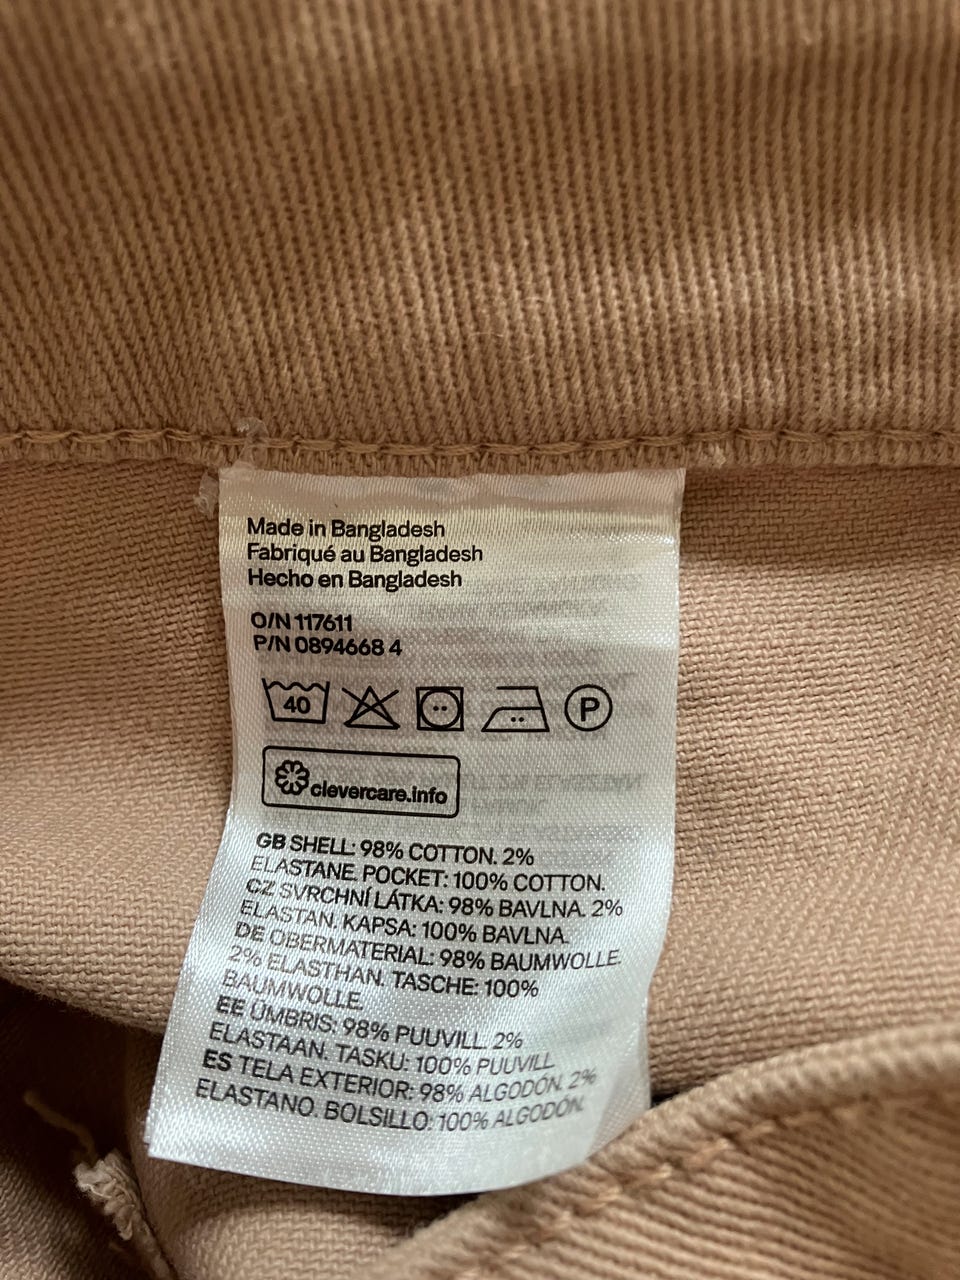 Made in Bangladesh
Fabriqué au Bangladesh
Hecho en Bangladesh
O/N 117611
P/N 0894668 4
40
P
clevercare.info
GB SHELL: 98% COTTON. 2%
ELASTANE. POCKET: 100% COTTON.
CZ SVRCHNÍ LÁTKA: 98% BAVLNA. 2%
ELASTAN. KAPSA: 100% BAVLNA.
DE OBERMATERIAL: 98% BAUMWOLLE.
2% ELASTHAN. TASCHE: 100%
BAUMWOLLE.
EE ÜMBRIS: 98% PUUVILL. 2%
ELASTAAN. TASKU: 100% PUUVILL
ES TELA EXTERIOR: 98% ALGODÓN. 2%
ELASTANO. BOLSILLO: 100% ALGODÓN.